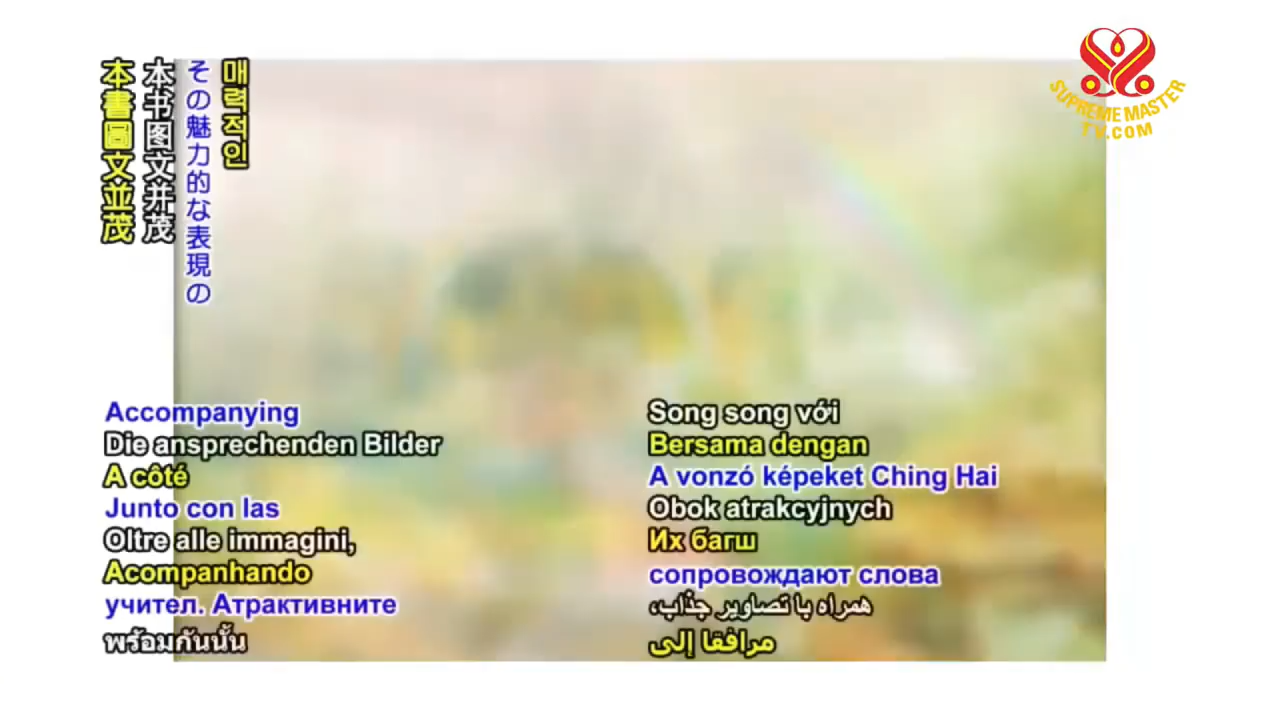 本書圖文並茂
本书图文并茂
その魅力的な表現の
매력적인
SUPREME MASTER
TV.COM
Accompanying
Die ansprechenden Bilder
A côté
Junto con las
Oltre alle immagini,
Acompanhando
учител. Атрактивните
พร้อมกันนั้น
Song song với
Bersama dengan
A vonzó képeket Ching Hai
Obok atrakcyjnych
Их багш
сопровождают слова
همراه با تصاویر جذّاب،
مرافقا إلى